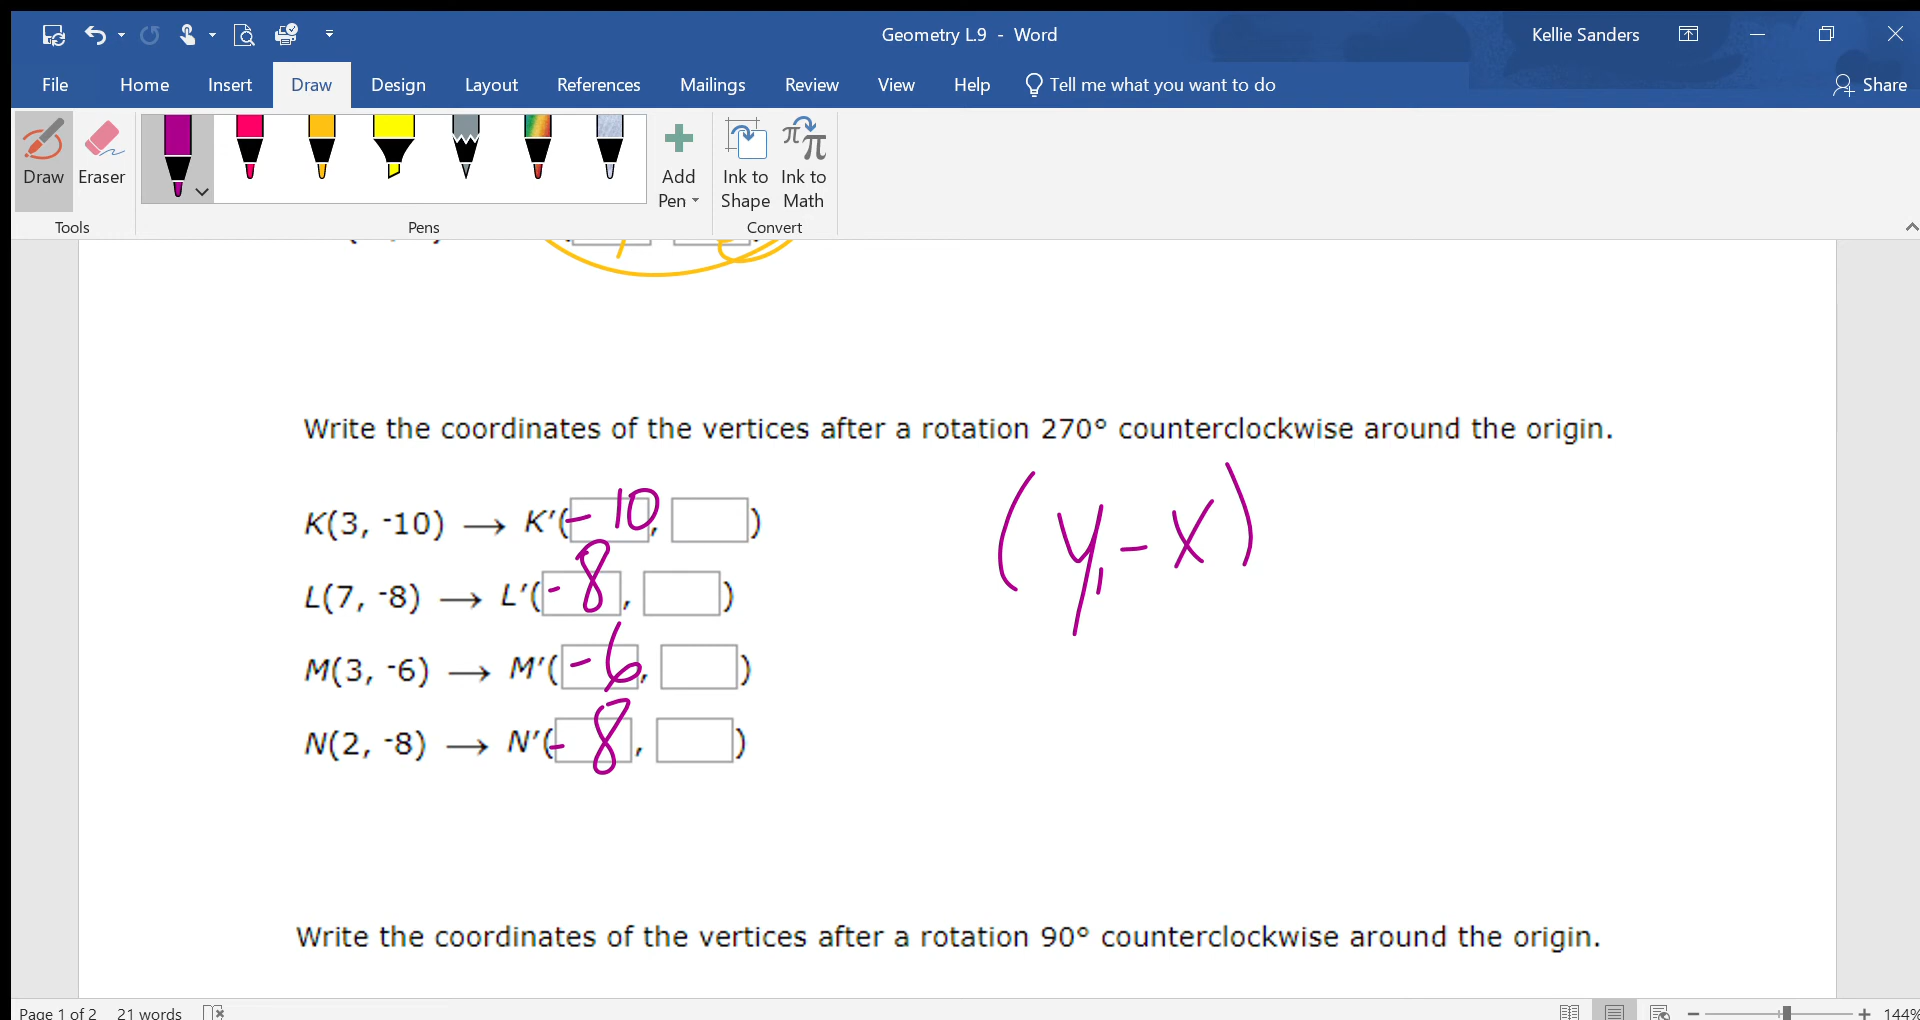 Geometry L.9 - Word
Kellie Sanders
File Home Insert Draw Design Layout References Mailings Review View Help Tell me what you want to do Share
Draw Eraser Add Pen Ink to Shape Ink to Math
Tools Pens Convert
Write the coordinates of the vertices after a rotation 270° counterclockwise around the origin.
K(3, -10) → K'(-10, )
(y, -x)
L(7, -8) → L'(-8, )
M(3, -6) → M'(-6, )
N(2, -8) → N'(-8, )
Write the coordinates of the vertices after a rotation 90° counterclockwise around the origin.
Page 1 of 2 21 words 144%